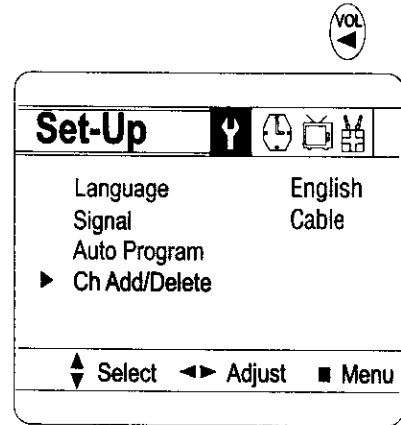 VOL
Set-Up
Language English
Signal Cable
Auto Program
Ch Add/Delete
Select Adjust Menu